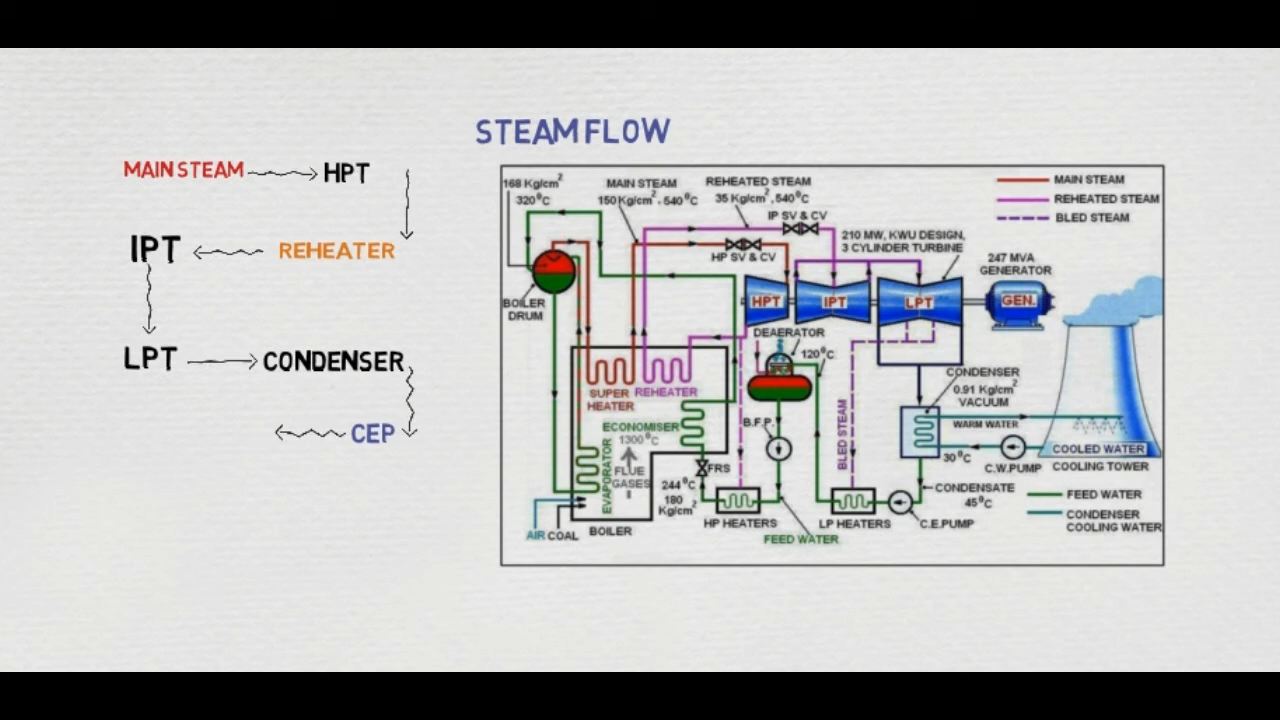 STEAM FLOW
MAIN STEAM
HPT
IPT
REHEATER
LPT
CONDENSER
CEP
168 Kg/cm²
320°C
MAIN STEAM
150Kg/cm², 540°C
REHEATED STEAM
35 Kg/cm², 540°C
IP SV & CV
HP SV & CV
MAIN STEAM
REHEATED STEAM
BLED STEAM
210 MW, KWU DESIGN,
3 CYLINDER TURBINE
247 MVA
GENERATOR
BOILER
DRUM
HPT
IPT
LPT
GEN.
DEAERATOR
120°C
SUPER
HEATER
REHEATER
CONDENSER
0.91 Kg/cm²
VACUUM
WARM WATER
ECONOMISER
1300°C
B.F.P.
BLED STEAM
EVAPORATOR
FLUE
GASES
FRS
244°C
180
Kg/cm²
30°C
C.W.PUMP
COOLED WATER
COOLING TOWER
CONDENSATE
45°C
FEED WATER
CONDENSER
COOLING WATER
AIR
COAL
BOILER
HP HEATERS
LP HEATERS
C.E.PUMP
FEED WATER